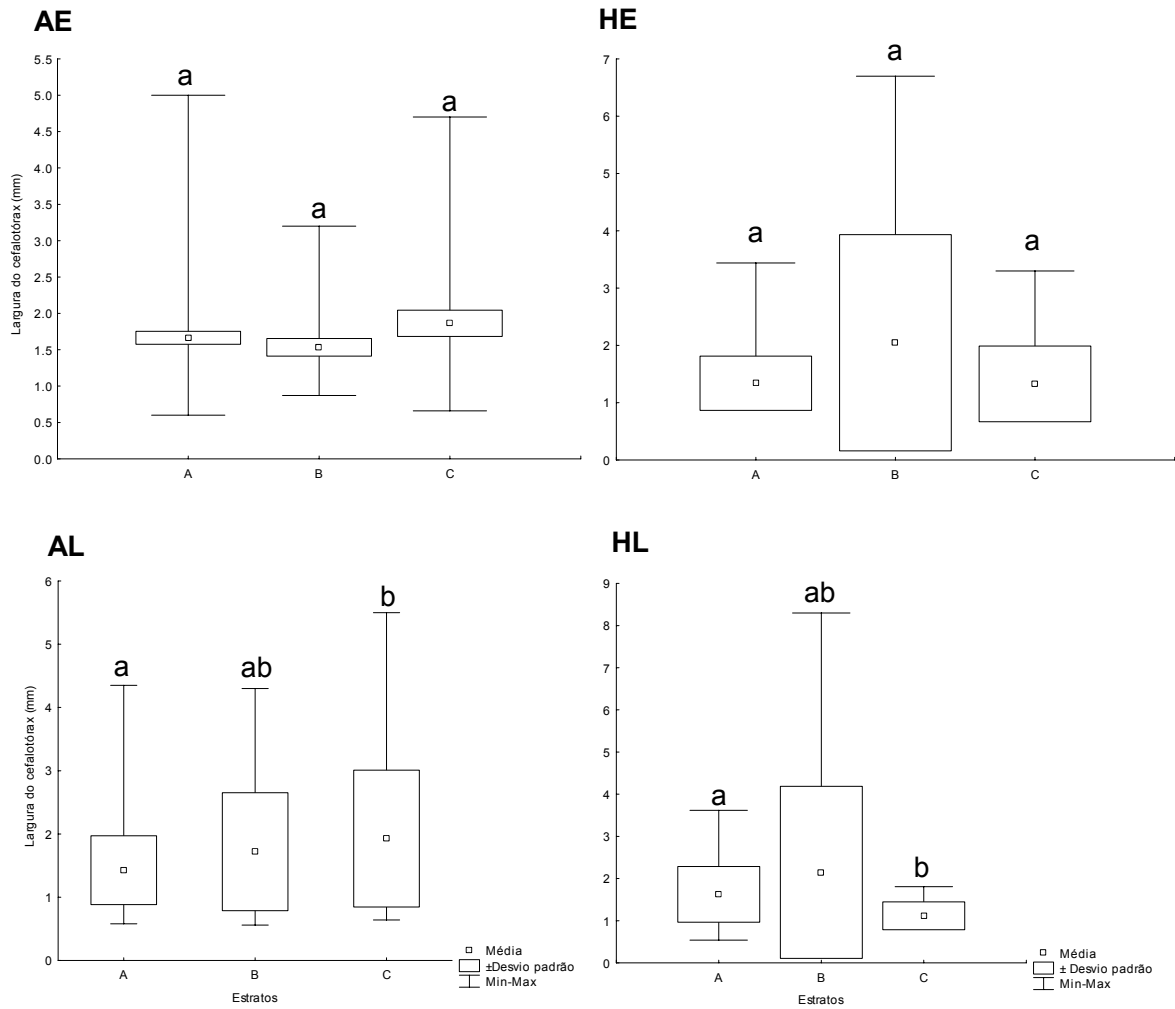 AE
Largura do cefalotórax (mm)
5.5
5.0
4.5
4.0
3.5
3.0
2.5
2.0
1.5
1.0
0.5
0.0
a
a
a
A
B
C
HE
7
6
5
4
3
2
1
0
a
a
a
A
B
C
AL
Largura do cefalotórax (mm)
6
5
4
3
2
1
0
a
ab
b
A
B
C
Estratos
Média
±Desvio padrão
Min-Max
HL
9
8
7
6
5
4
3
2
1
0
a
ab
b
A
B
C
Estratos
Média
± Desvio padrão
Min-Max